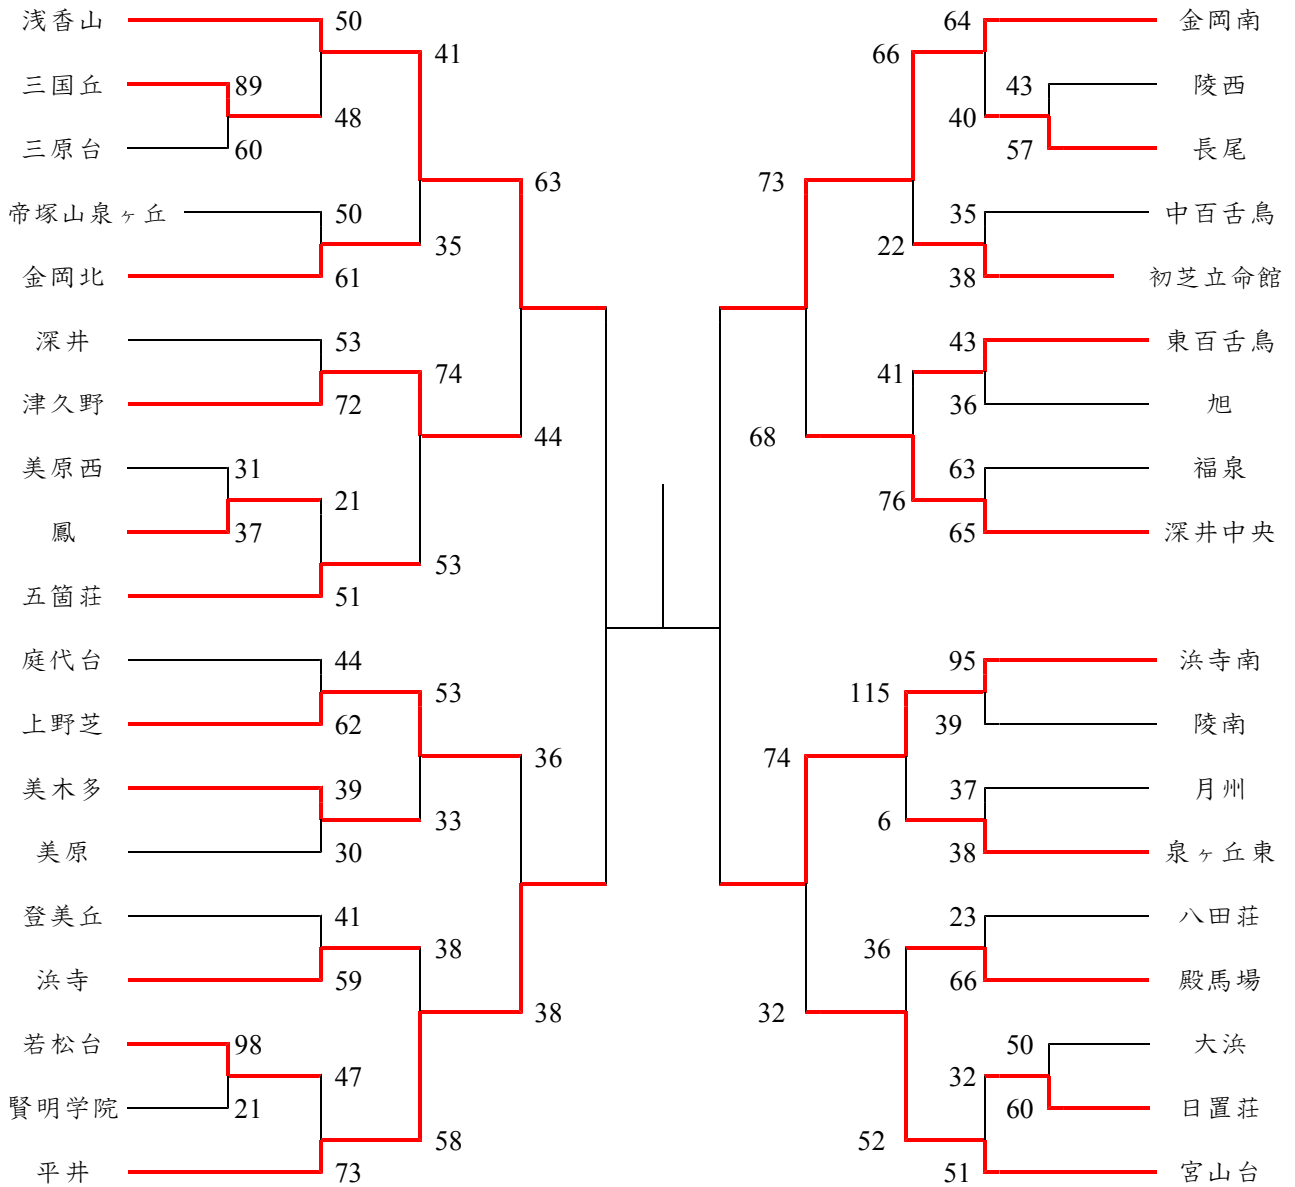 浅香山 50 64 金岡南
41 66
三国丘 89 43 陵西
48 40
三原台 60 57 長尾
63 73
帝塚山泉ヶ丘 50 35 中百舌鳥
35 22
金岡北 61 38 初芝立命館
深井 53 43 東百舌鳥
74 41
津久野 72 36 旭
44 68
美原西 31 63 福泉
21 76
鳳 37 65 深井中央
53
五箇荘 51
庭代台 44 95 浜寺南
53 115
上野芝 62 39 陵南
36 74
美木多 39 37 月州
33 6
美原 30 38 泉ヶ丘東
登美丘 41 23 八田荘
38 36
浜寺 59 66 殿馬場
38 32
若松台 98 50 大浜
47 32
賢明学院 21 60 日置荘
58 52
平井 73 51 宮山台